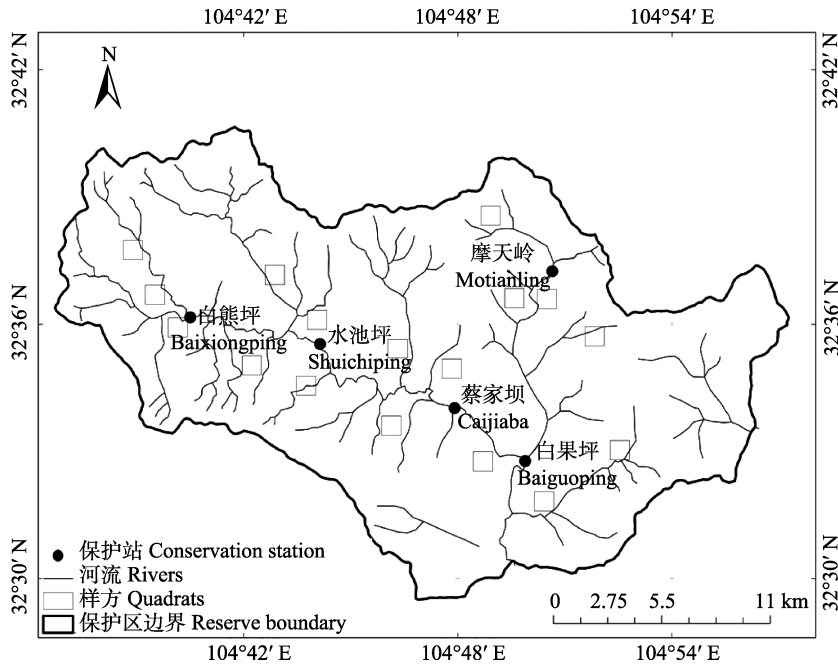 104°42′ E
104°48′ E
104°54′ E
32°42′ N
32°42′ N
N
摩天岭
Motianling
32°36′ N
32°36′ N
白熊坪
Baixiongping
水池坪
Shuichiping
蔡家坝
Caijiaba
白果坪
Baiguoping
保护站 Conservation station
河流 Rivers
样方 Quadrats
保护区边界 Reserve boundary
0 2.75 5.5 11 km
32°30′ N
32°30′ N
104°42′ E
104°48′ E
104°54′ E